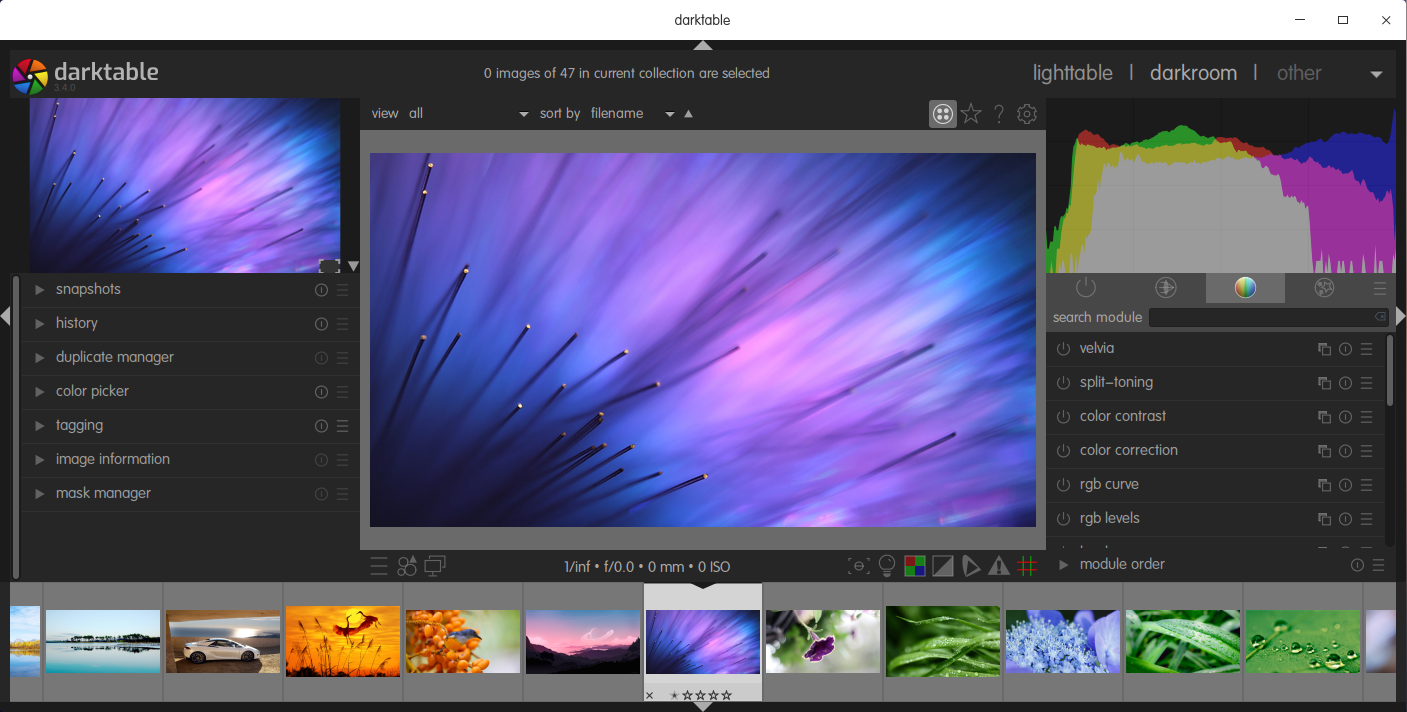 darktable
darktable
3.4.0
0 images of 47 in current collection are selected
lighttable | darkroom | other
view all sort by filename
snapshots
history
duplicate manager
color picker
tagging
image information
mask manager
search module
velvia
split-toning
color contrast
color correction
rgb curve
rgb levels
module order
1/inf • f/0.0 • 0 mm • 0 ISO